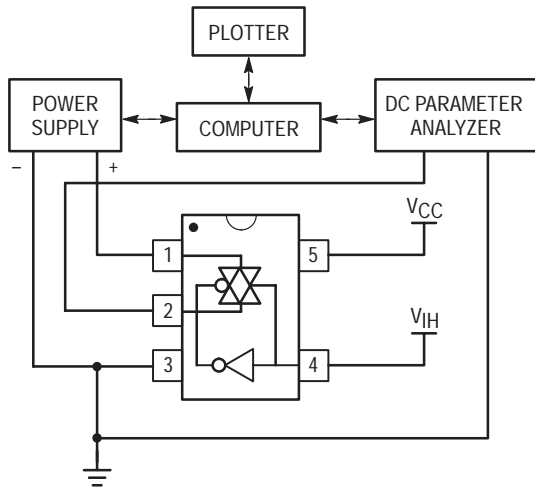 PLOTTER
POWER
SUPPLY
COMPUTER
DC PARAMETER
ANALYZER
–
+
VCC
1
5
2
VIH
3
4